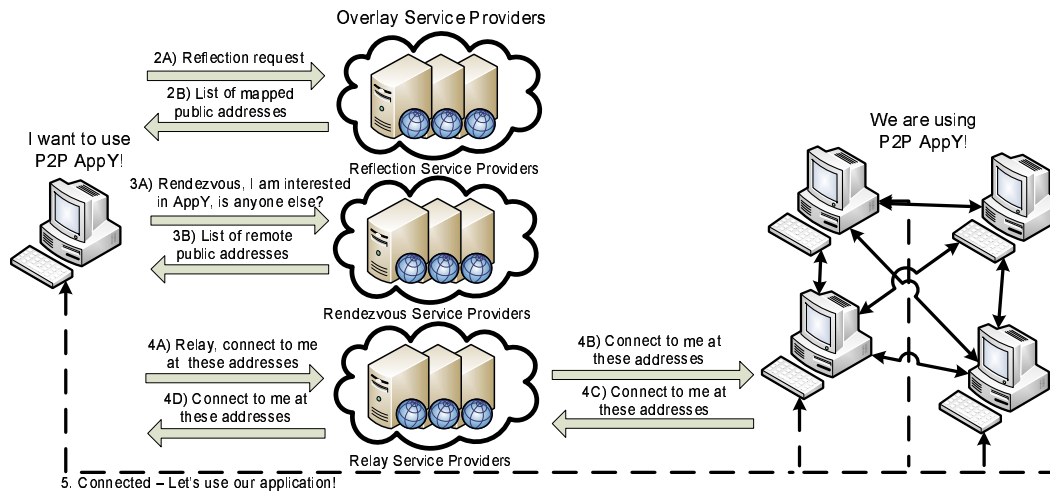 Overlay Service Providers
2A) Reflection request
2B) List of mapped
public addresses
I want to use
P2P AppY!
We are using
P2P AppY!
Reflection Service Providers
3A) Rendezvous, I am interested
in AppY, is anyone else?
3B) List of remote
public addresses
Rendezvous Service Providers
4A) Relay, connect to me
at these addresses
4D) Connect to me at
these addresses
4B) Connect to me at
these addresses
4C) Connect to me at
these addresses
Relay Service Providers
5. Connected – Let's use our application!